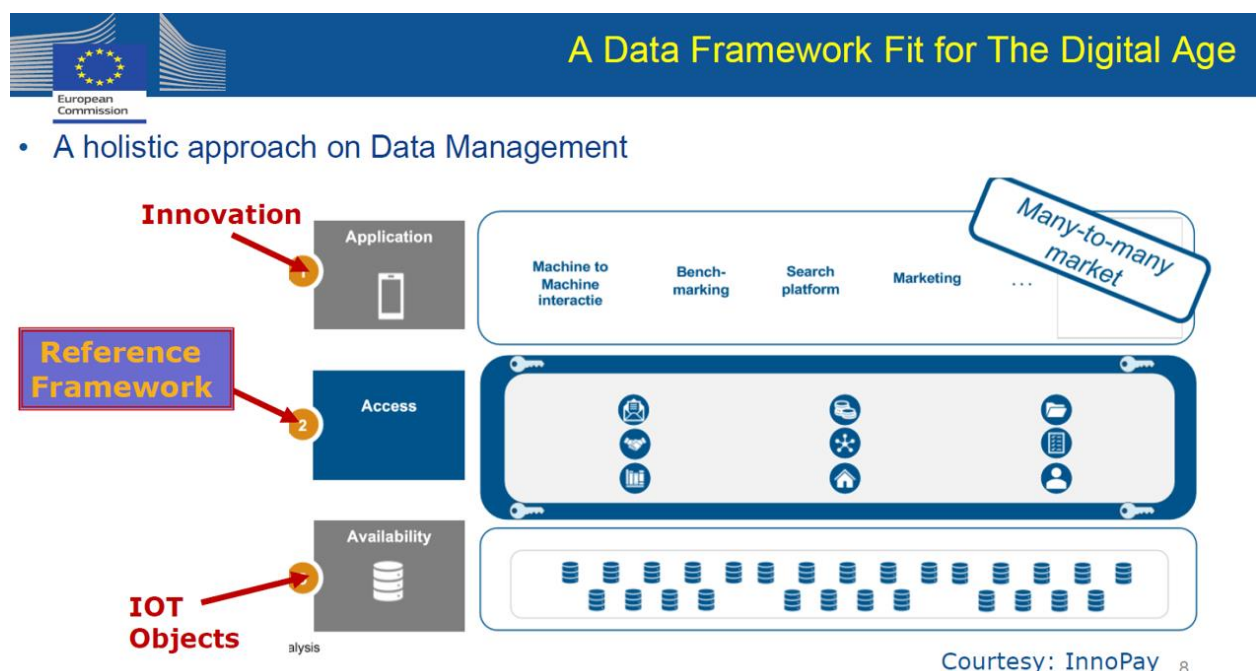 A Data Framework Fit for The Digital Age
European
Commission
• A holistic approach on Data Management
Innovation
1
Application
Machine to
Machine
interactie
Bench-
marking
Search
platform
Marketing
...
Many-to-many
market
Reference
Framework
2
Access
Availability
IOT
Objects
alysis
Courtesy: InnoPay
8